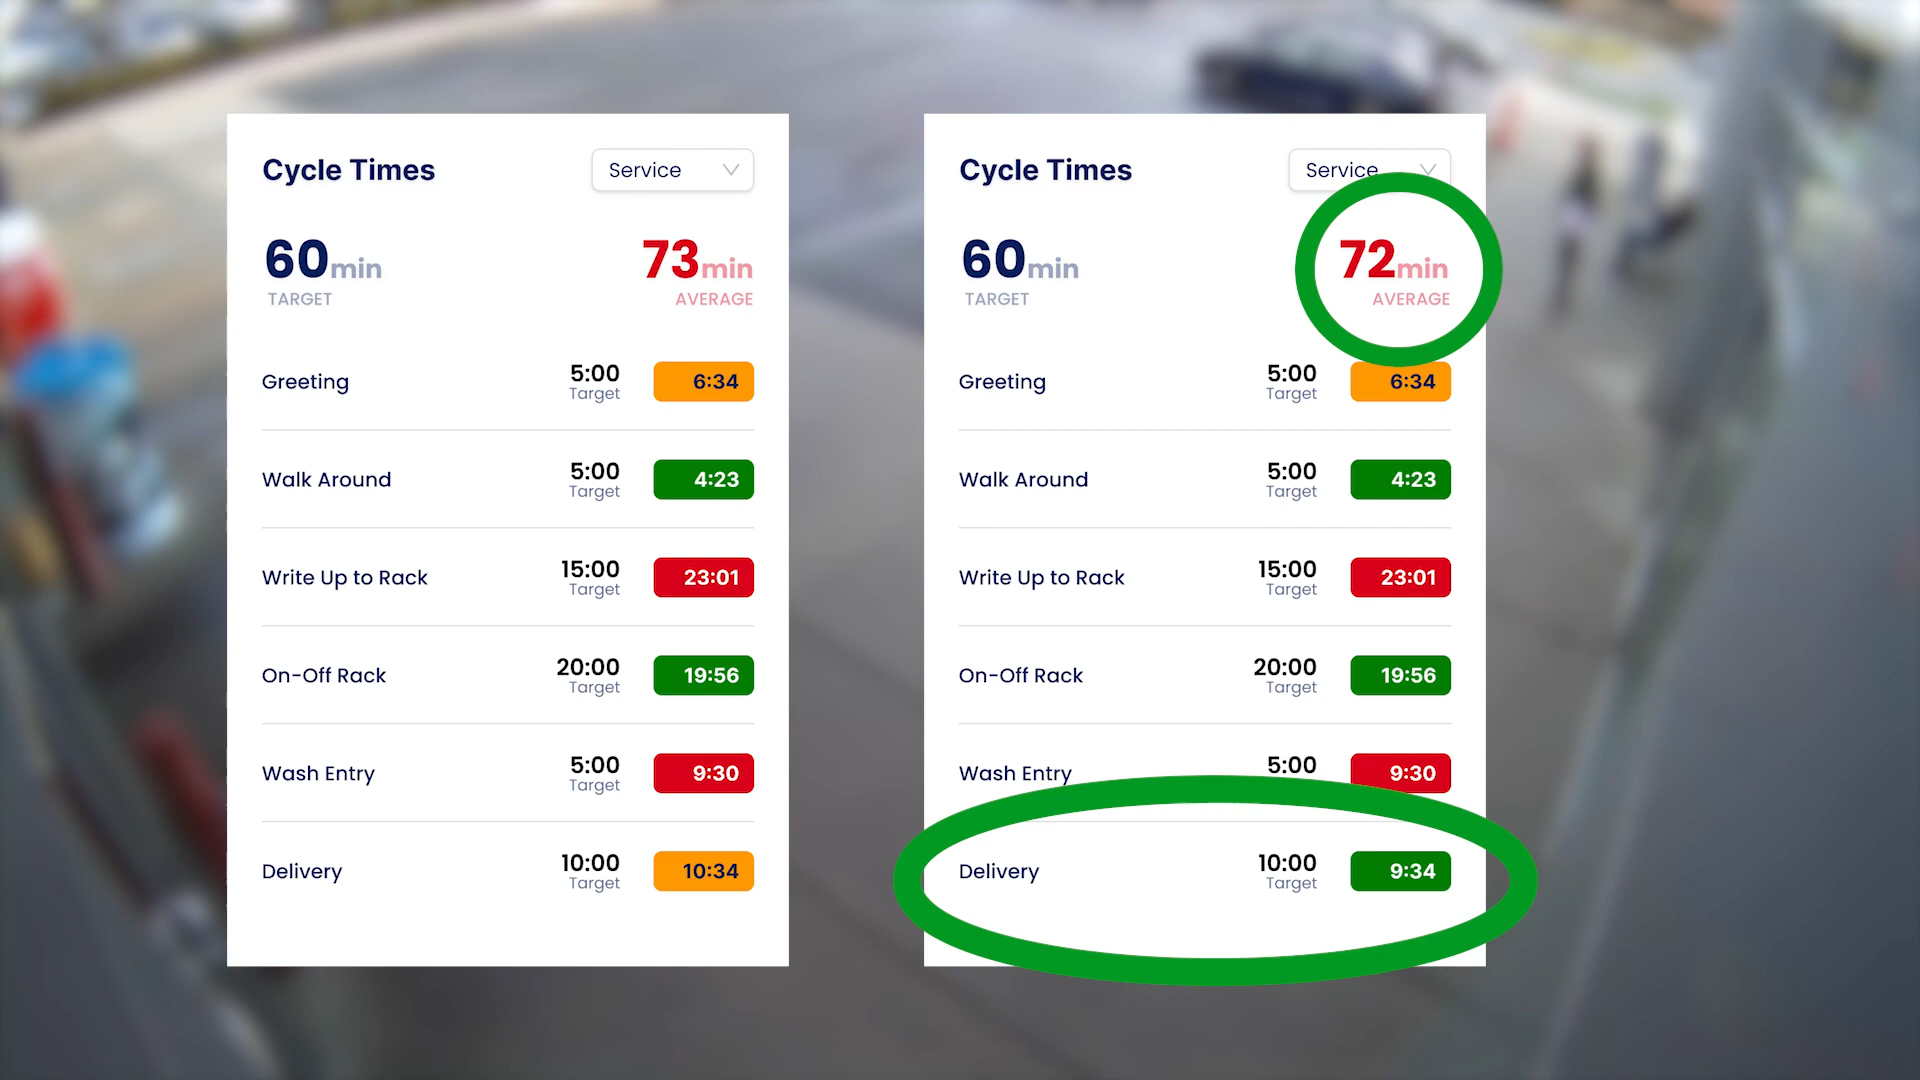 Cycle Times
Service
60min
TARGET
73min
AVERAGE
Greeting
5:00
Target
6:34
Walk Around
5:00
Target
4:23
Write Up to Rack
15:00
Target
23:01
On-Off Rack
20:00
Target
19:56
Wash Entry
5:00
Target
9:30
Delivery
10:00
Target
10:34
Cycle Times
Service
60min
TARGET
72min
AVERAGE
Greeting
5:00
Target
6:34
Walk Around
5:00
Target
4:23
Write Up to Rack
15:00
Target
23:01
On-Off Rack
20:00
Target
19:56
Wash Entry
5:00
9:30
Delivery
10:00
Target
9:34